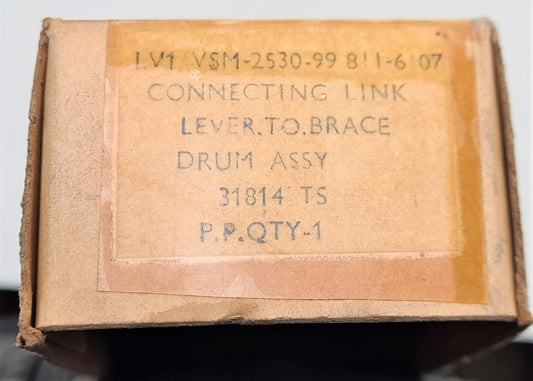 LV1/VSM-2530-99 811-6107
CONNECTING LINK
LEVER.TO.BRACE
DRUM ASSY
31814 TS
P.P.QTY-1